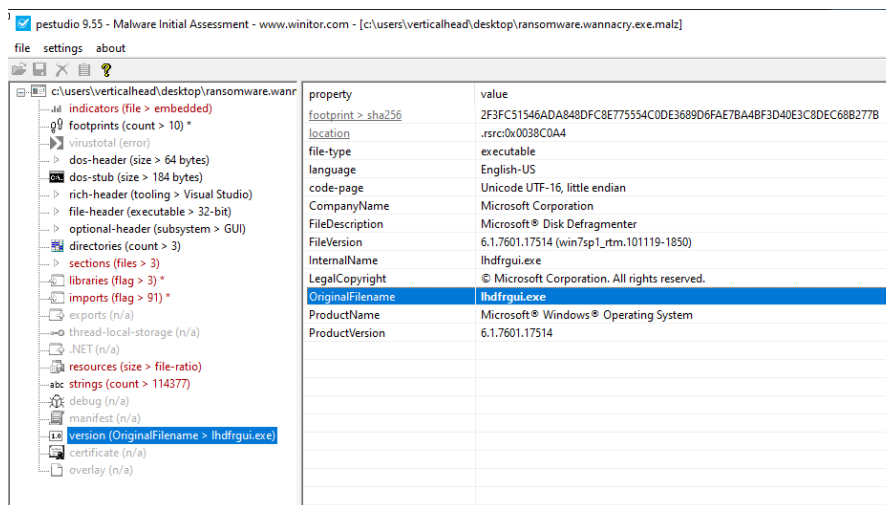 pestudio 9.55 - Malware Initial Assessment - www.winitor.com - [c:\users\verticalhead\desktop\ransomware.wannacry.exe.malz]
file settings about
c:\users\verticalhead\desktop\ransomware.wanr
indicators (file > embedded)
footprints (count > 10) *
virustotal (error)
dos-header (size > 64 bytes)
dos-stub (size > 184 bytes)
rich-header (tooling > Visual Studio)
file-header (executable > 32-bit)
optional-header (subsystem > GUI)
directories (count > 3)
sections (files > 3)
libraries (flag > 3) *
imports (flag > 91) *
exports (n/a)
thread-local-storage (n/a)
.NET (n/a)
resources (size > file-ratio)
abc strings (count > 114377)
debug (n/a)
manifest (n/a)
1.0 version (OriginalFilename > lhdfrgui.exe)
certificate (n/a)
overlay (n/a)
property value
footprint > sha256 2F3FC51546ADA848DFC8E775554C0DE3689D6FAE7BA4BF3D40E3C8DEC68B277B
location .rsrc:0x0038C0A4
file-type executable
language English-US
code-page Unicode UTF-16, little endian
CompanyName Microsoft Corporation
FileDescription Microsoft® Disk Defragmenter
FileVersion 6.1.7601.17514 (win7sp1_rtm.101119-1850)
InternalName lhdfrgui.exe
LegalCopyright © Microsoft Corporation. All rights reserved.
OriginalFilename lhdfrgui.exe
ProductName Microsoft® Windows® Operating System
ProductVersion 6.1.7601.17514